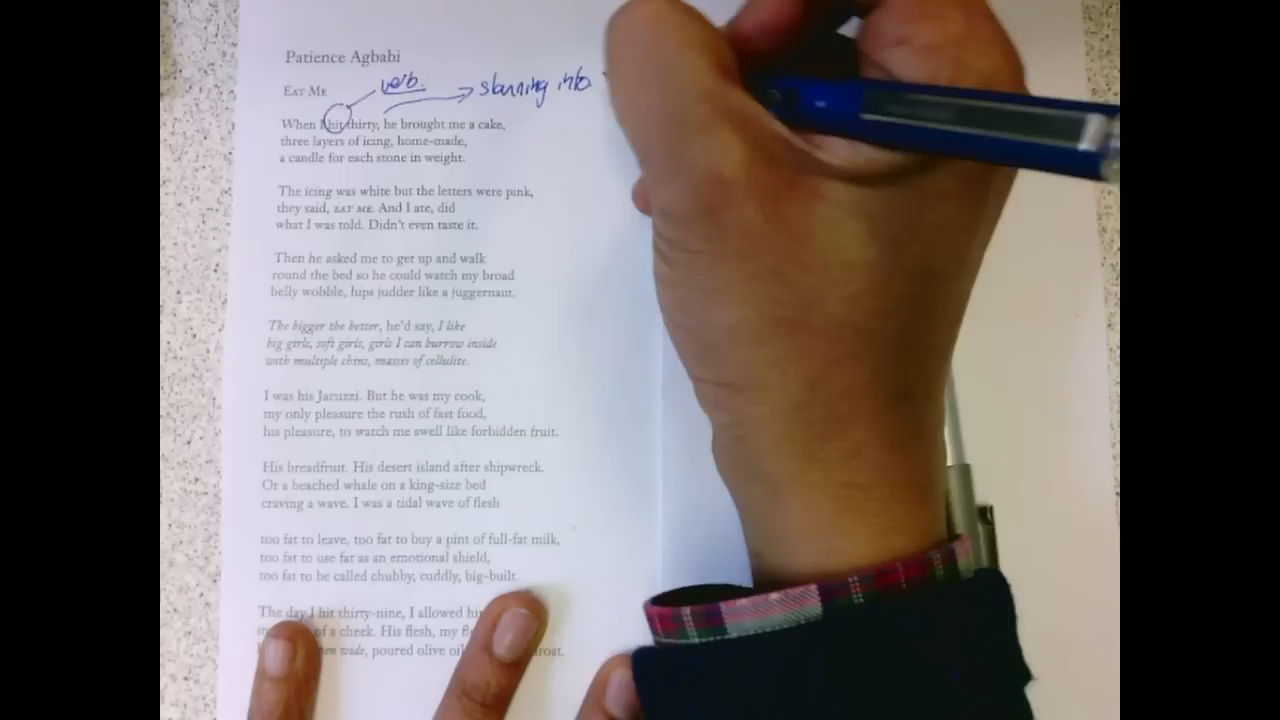 Patience Agbabi
verb.
EAT ME
slamming into
When I hit thirty, he brought me a cake,
three layers of icing, home-made,
a candle for each stone in weight.
The icing was white but the letters were pink,
they said, EAT ME. And I ate, did
what I was told. Didn't even taste it.
Then he asked me to get up and walk
round the bed so he could watch my broad
belly wobble, hips judder like a juggernaut.
The bigger the better, he'd say, I like
big girls, soft girls, girls I can burrow inside
with multiple chins, masses of cellulite.
I was his Jacuzzi. But he was my cook,
my only pleasure the rush of fast food,
his pleasure, to watch me swell like forbidden fruit.
His breadfruit. His desert island after shipwreck.
Or a beached whale on a king-size bed
craving a wave. I was a tidal wave of flesh
too fat to leave, too fat to buy a pint of full-fat milk,
too fat to use fat as an emotional shield,
too fat to be called chubby, cuddly, big-built.
The day I hit thirty-nine, I allowed
of a cheek. His flesh, my
wide, poured olive oil